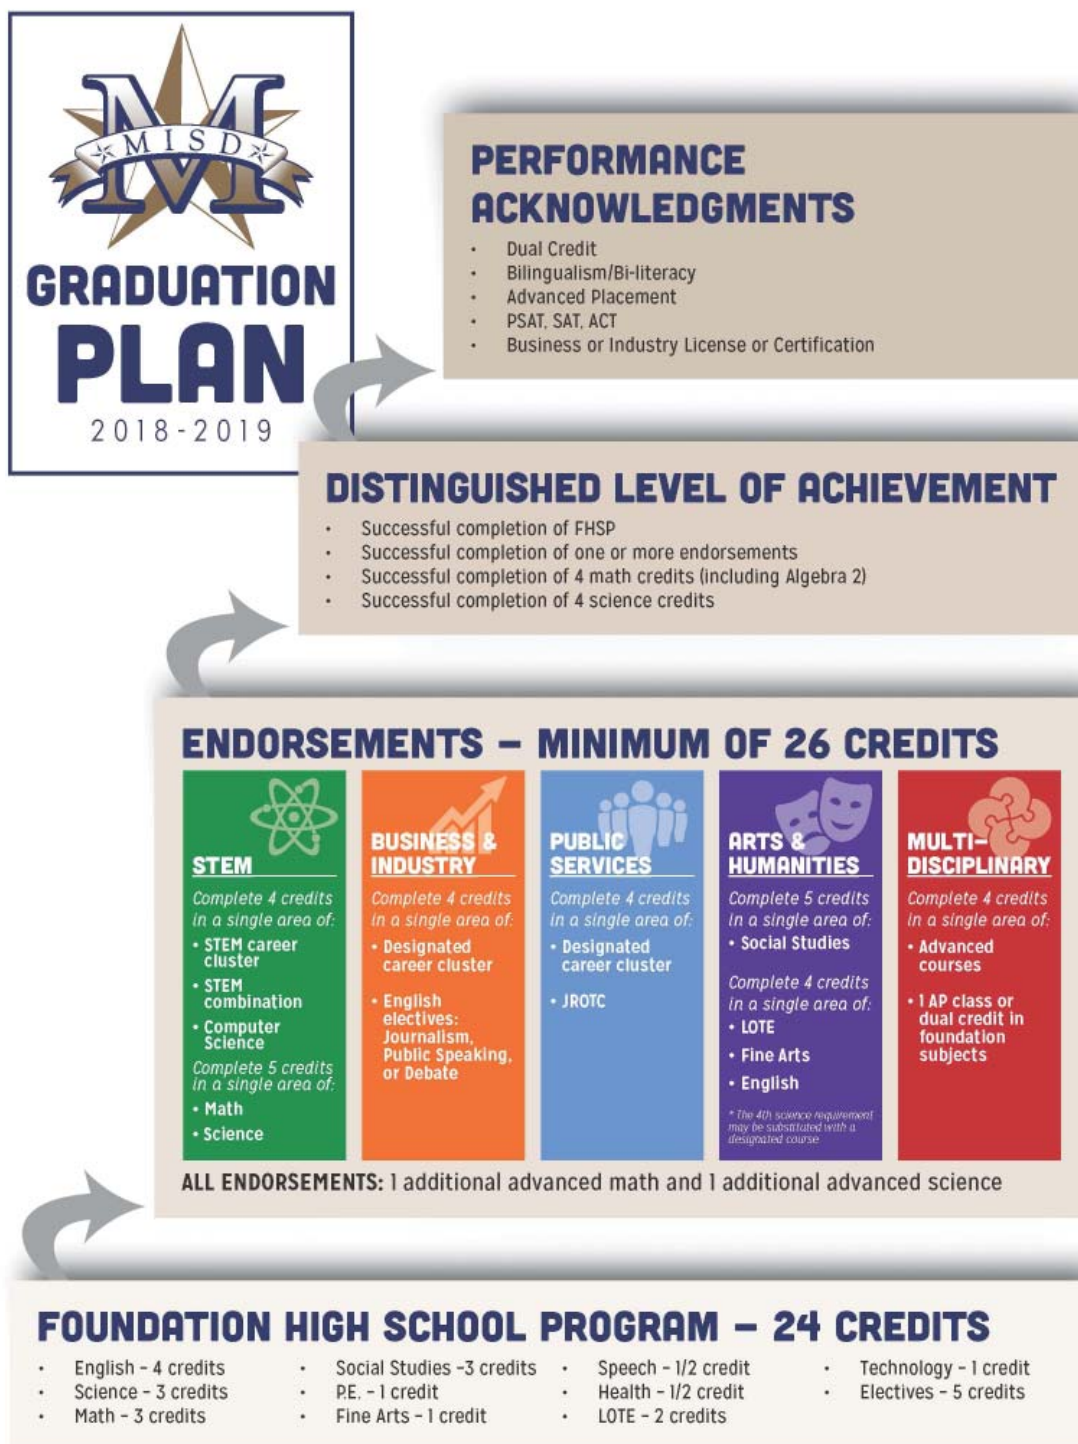 MISD
GRADUATION
PLAN
2018-2019
PERFORMANCE
ACKNOWLEDGMENTS
• Dual Credit
• Bilingualism/Bi-literacy
• Advanced Placement
• PSAT, SAT, ACT
• Business or Industry License or Certification
DISTINGUISHED LEVEL OF ACHIEVEMENT
• Successful completion of FHSP
• Successful completion of one or more endorsements
• Successful completion of 4 math credits (including Algebra 2)
• Successful completion of 4 science credits
ENDORSEMENTS – MINIMUM OF 26 CREDITS
STEM
Complete 4 credits
in a single area of:
• STEM career
cluster
• STEM
combination
• Computer
Science
Complete 5 credits
in a single area of:
• Math
• Science
BUSINESS &
INDUSTRY
Complete 4 credits
in a single area of:
• Designated
career cluster
• English
electives:
Journalism,
Public Speaking,
or Debate
PUBLIC
SERVICES
Complete 4 credits
in a single area of:
• Designated
career cluster
• JROTC
ARTS &
HUMANITIES
Complete 5 credits
in a single area of:
• Social Studies
Complete 4 credits
in a single area of:
• LOTE
• Fine Arts
• English
* The 4th science requirement
may be substituted with a
designated course
MULTI-
DISCIPLINARY
Complete 4 credits
in a single area of:
• Advanced
courses
• 1 AP class or
dual credit in
foundation
subjects
ALL ENDORSEMENTS: 1 additional advanced math and 1 additional advanced science
FOUNDATION HIGH SCHOOL PROGRAM – 24 CREDITS
• English – 4 credits
• Science – 3 credits
• Math – 3 credits
• Social Studies –3 credits
• P.E. – 1 credit
• Fine Arts – 1 credit
• Speech – 1/2 credit
• Health – 1/2 credit
• LOTE – 2 credits
• Technology – 1 credit
• Electives – 5 credits